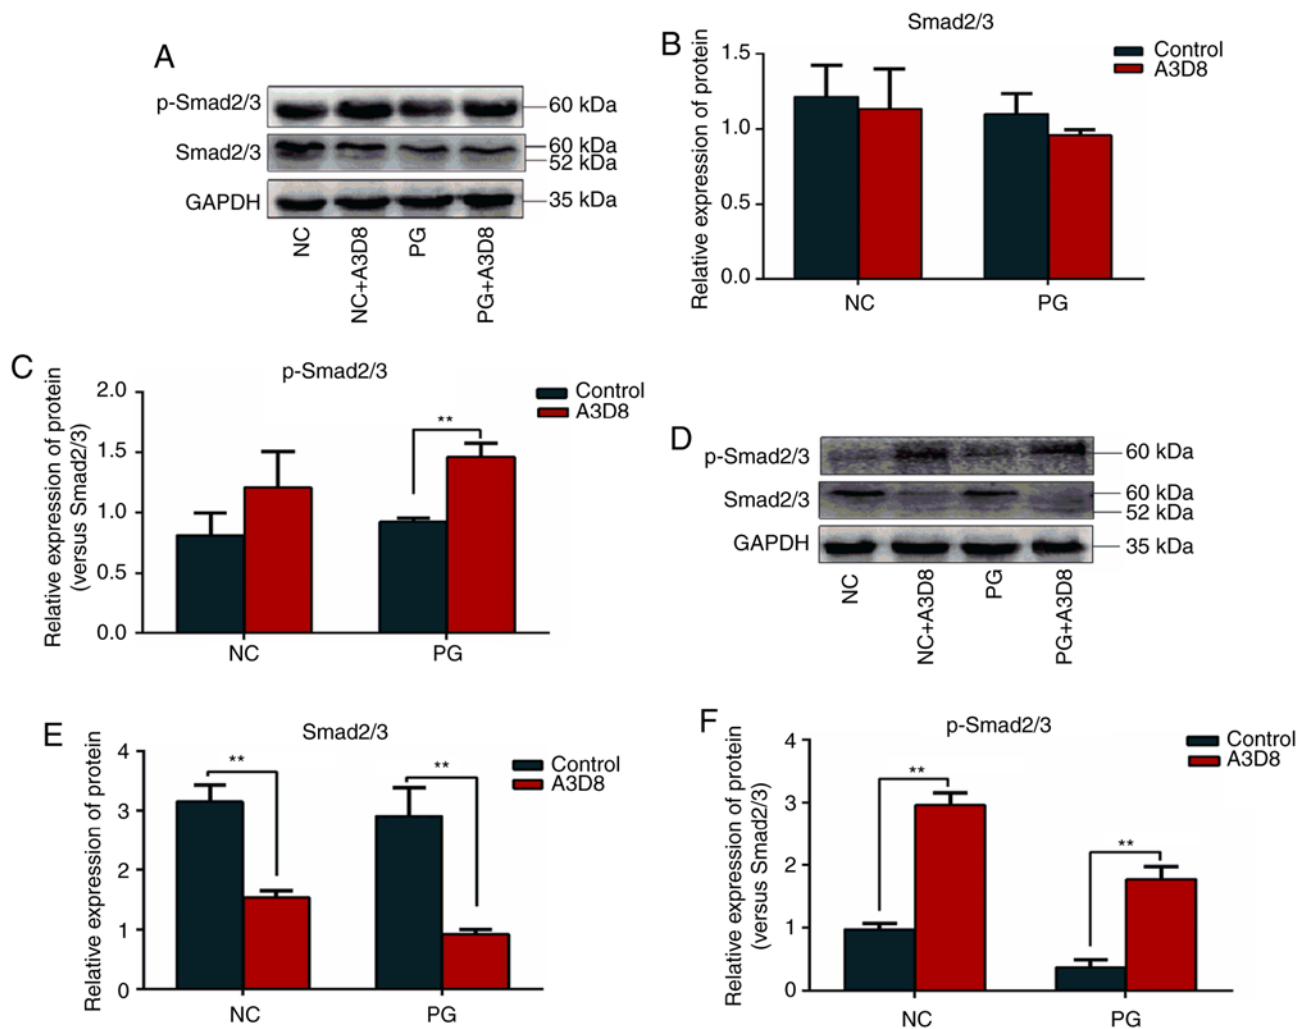 A
p-Smad2/3
60 kDa
Smad2/3
60 kDa
52 kDa
GAPDH
35 kDa
NC
NC+A3D8
PG
PG+A3D8
B
Smad2/3
Relative expression of protein
1.5
1.0
0.5
0.0
NC
PG
Control
A3D8
C
p-Smad2/3
Relative expression of protein
(versus Smad2/3)
2.0
1.5
1.0
0.5
0.0
**
NC
PG
Control
A3D8
D
p-Smad2/3
60 kDa
Smad2/3
60 kDa
52 kDa
GAPDH
35 kDa
NC
NC+A3D8
PG
PG+A3D8
E
Smad2/3
Relative expression of protein
4
3
2
1
0
**
**
NC
PG
Control
A3D8
F
p-Smad2/3
Relative expression of protein
(versus Smad2/3)
4
3
2
1
0
**
**
NC
PG
Control
A3D8